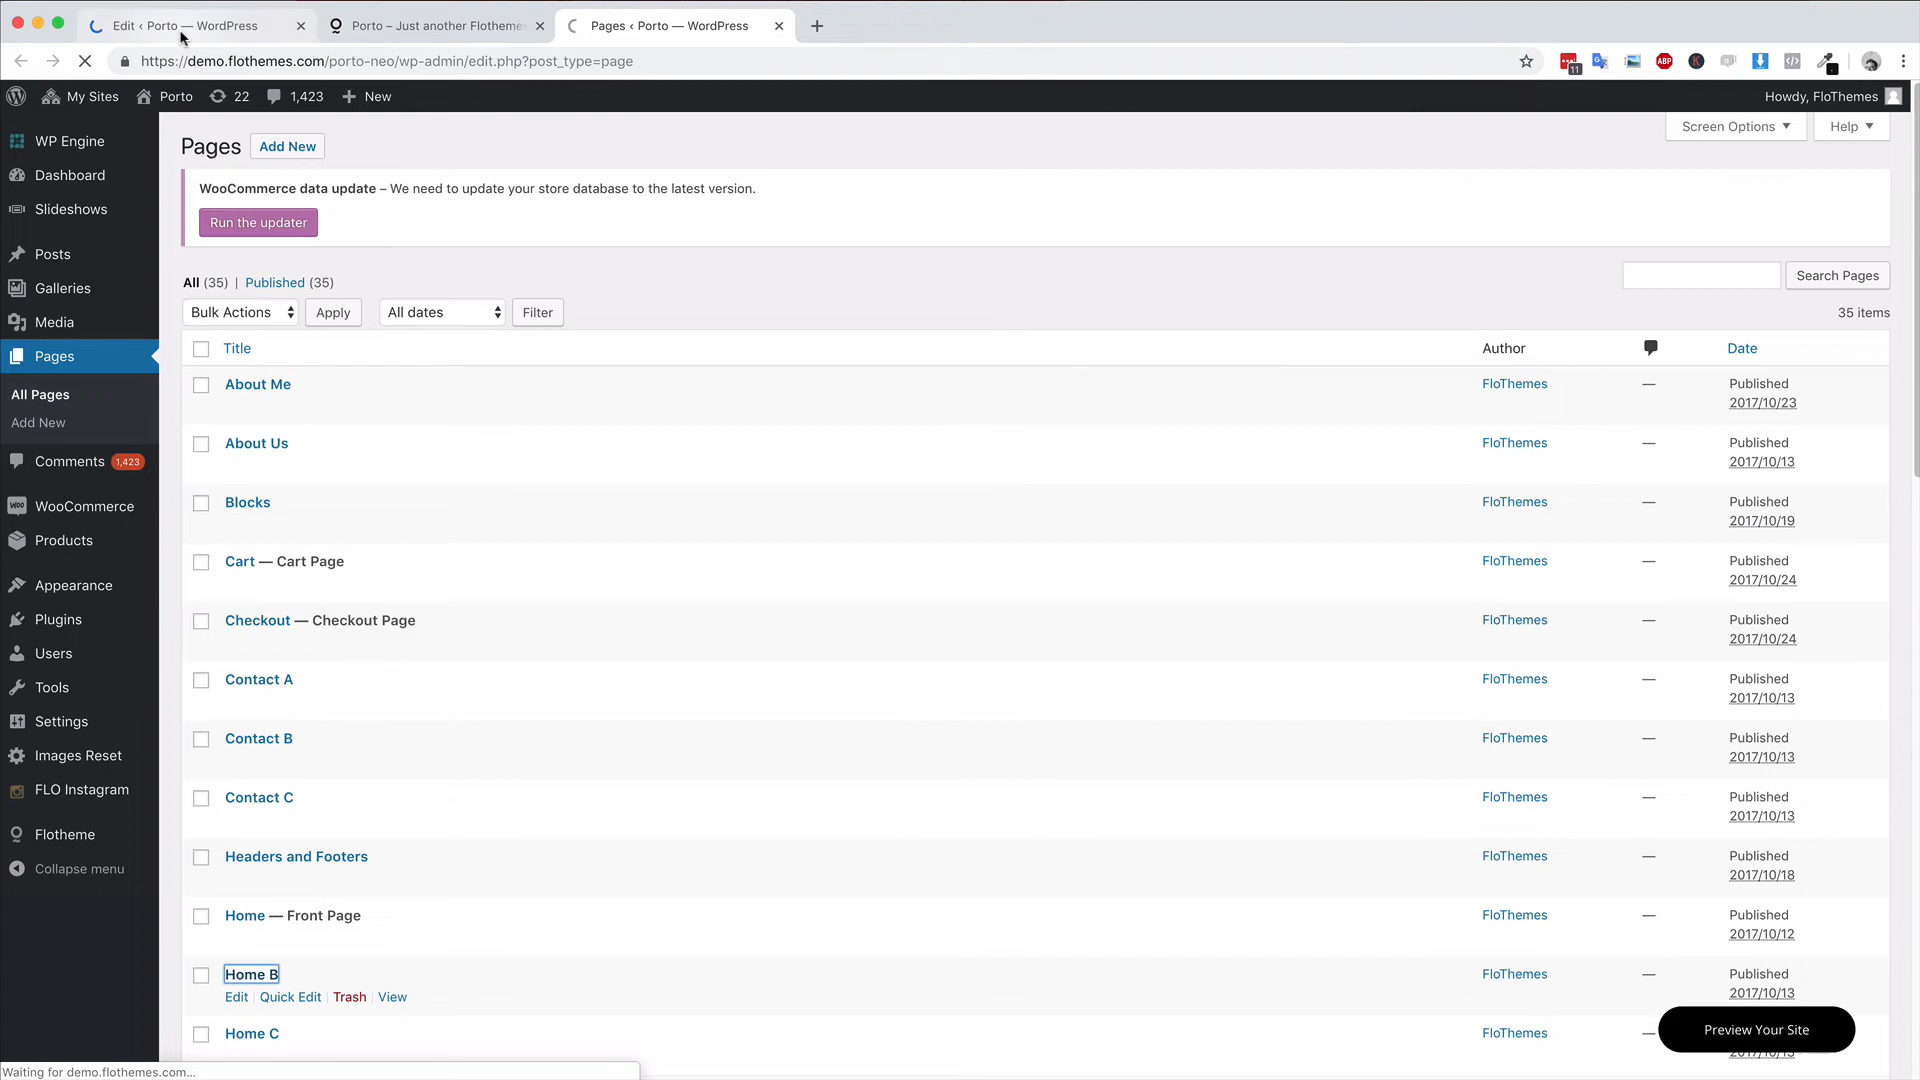 Edit ‹ Porto — WordPress
Porto – Just another Flothemes
Pages ‹ Porto — WordPress
https://demo.flothemes.com/porto-neo/wp-admin/edit.php?post_type=page
11
ABP
K
My Sites
Porto
22
1,423
New
Howdy, FloThemes
WP Engine
Dashboard
Slideshows
Posts
Galleries
Media
Pages
All Pages
Add New
Comments 1,423
Woo WooCommerce
Products
Appearance
Plugins
Users
Tools
Settings
Images Reset
FLO Instagram
Flotheme
Collapse menu
Screen Options
Help
Pages
Add New
WooCommerce data update – We need to update your store database to the latest version.
Run the updater
All (35) | Published (35)
Search Pages
Bulk Actions
Apply
All dates
Filter
35 items
Title
Author
Date
About Me
FloThemes
—
Published
2017/10/23
About Us
FloThemes
—
Published
2017/10/13
Blocks
FloThemes
—
Published
2017/10/19
Cart — Cart Page
FloThemes
—
Published
2017/10/24
Checkout — Checkout Page
FloThemes
—
Published
2017/10/24
Contact A
FloThemes
—
Published
2017/10/13
Contact B
FloThemes
—
Published
2017/10/13
Contact C
FloThemes
—
Published
2017/10/13
Headers and Footers
FloThemes
—
Published
2017/10/18
Home — Front Page
FloThemes
—
Published
2017/10/12
Home B
Edit | Quick Edit | Trash | View
FloThemes
—
Published
2017/10/13
Home C
FloThemes
—
Preview Your Site
Waiting for demo.flothemes.com...